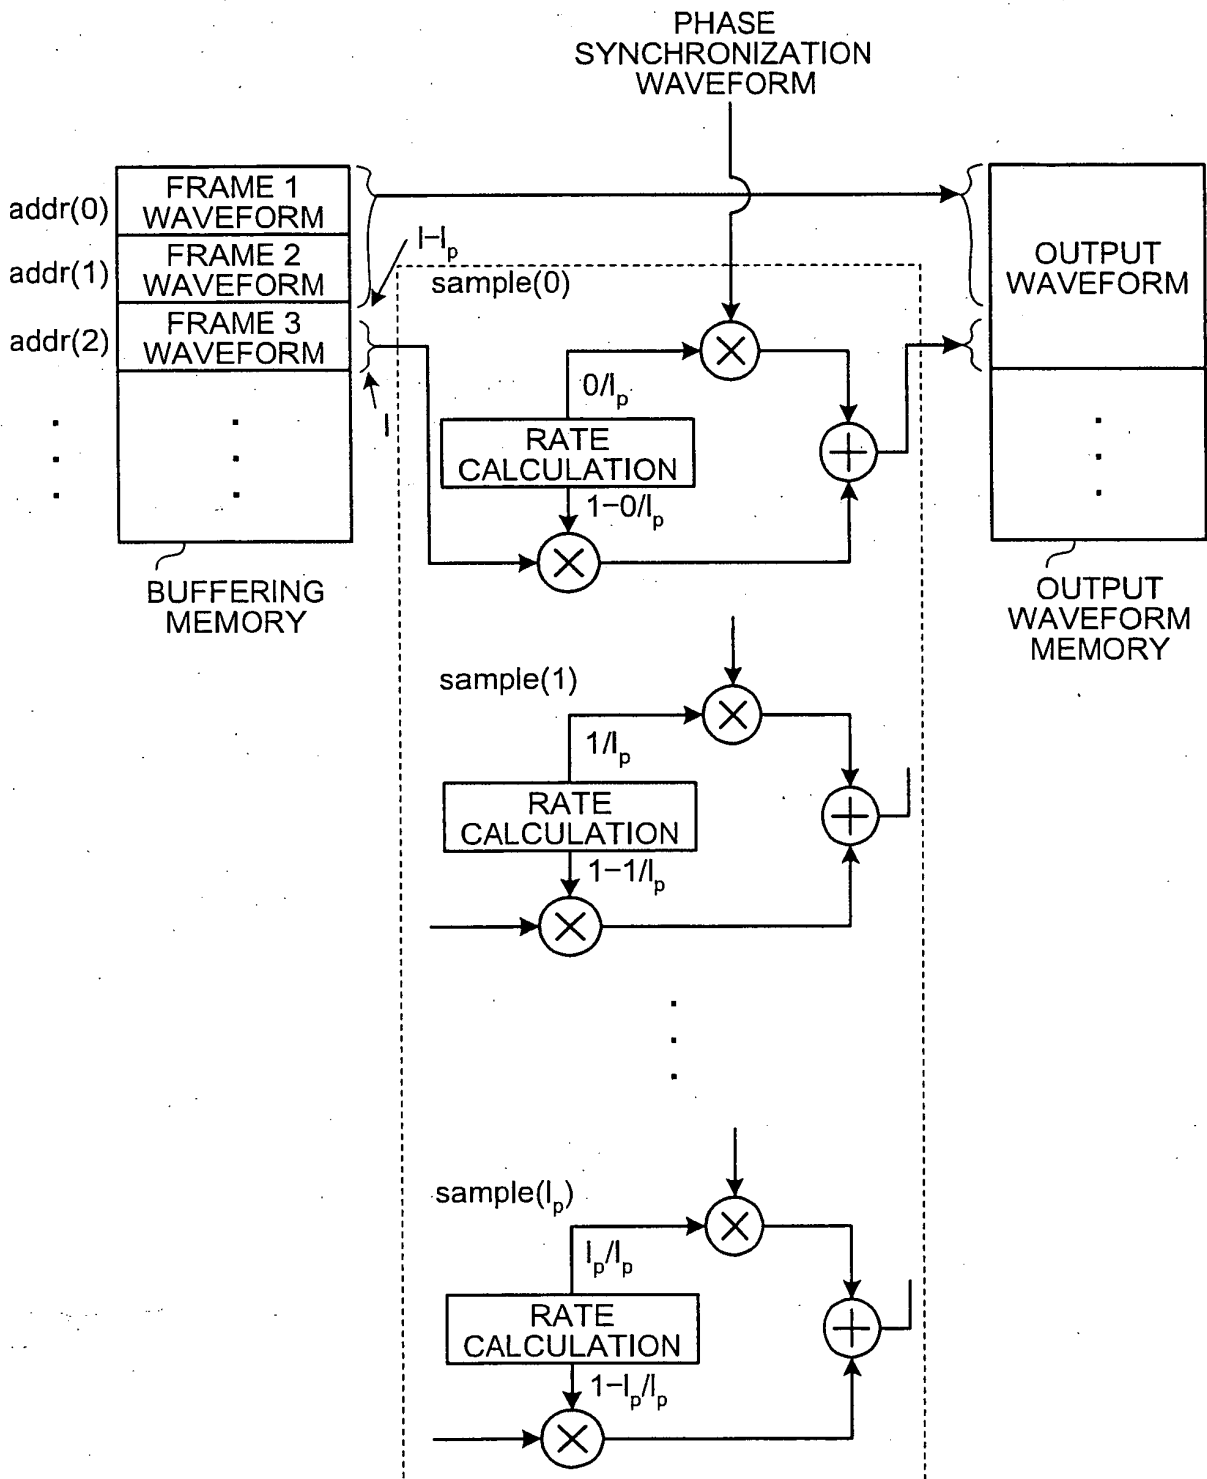 PHASE
SYNCHRONIZATION
WAVEFORM
addr(0)
FRAME 1
WAVEFORM
addr(1)
FRAME 2
WAVEFORM
addr(2)
FRAME 3
WAVEFORM
l-lₚ
l
BUFFERING
MEMORY
sample(0)
0/lₚ
RATE
CALCULATION
1-0/lₚ
OUTPUT
WAVEFORM
OUTPUT
WAVEFORM
MEMORY
sample(1)
1/lₚ
RATE
CALCULATION
1-1/lₚ
sample(lₚ)
lₚ/lₚ
RATE
CALCULATION
1-lₚ/lₚ